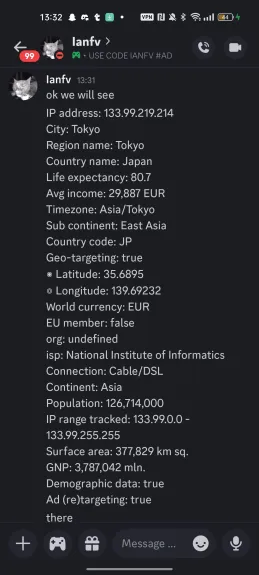 13:32
VPN
84
99
Ianfv
USE CODE IANFV #AD
Ianfv 13:31
ok we will see
IP address: 133.99.219.214
City: Tokyo
Region name: Tokyo
Country name: Japan
Life expectancy: 80.7
Avg income: 29,887 EUR
Timezone: Asia/Tokyo
Sub continent: East Asia
Country code: JP
Geo-targeting: true
Latitude: 35.6895
Longitude: 139.69232
World currency: EUR
EU member: false
org: undefined
isp: National Institute of Informatics
Connection: Cable/DSL
Continent: Asia
Population: 126,714,000
IP range tracked: 133.99.0.0 -
133.99.255.255
Surface area: 377,829 km sq.
GNP: 3,787,042 mln.
Demographic data: true
Ad (re)targeting: true
there
Message ...